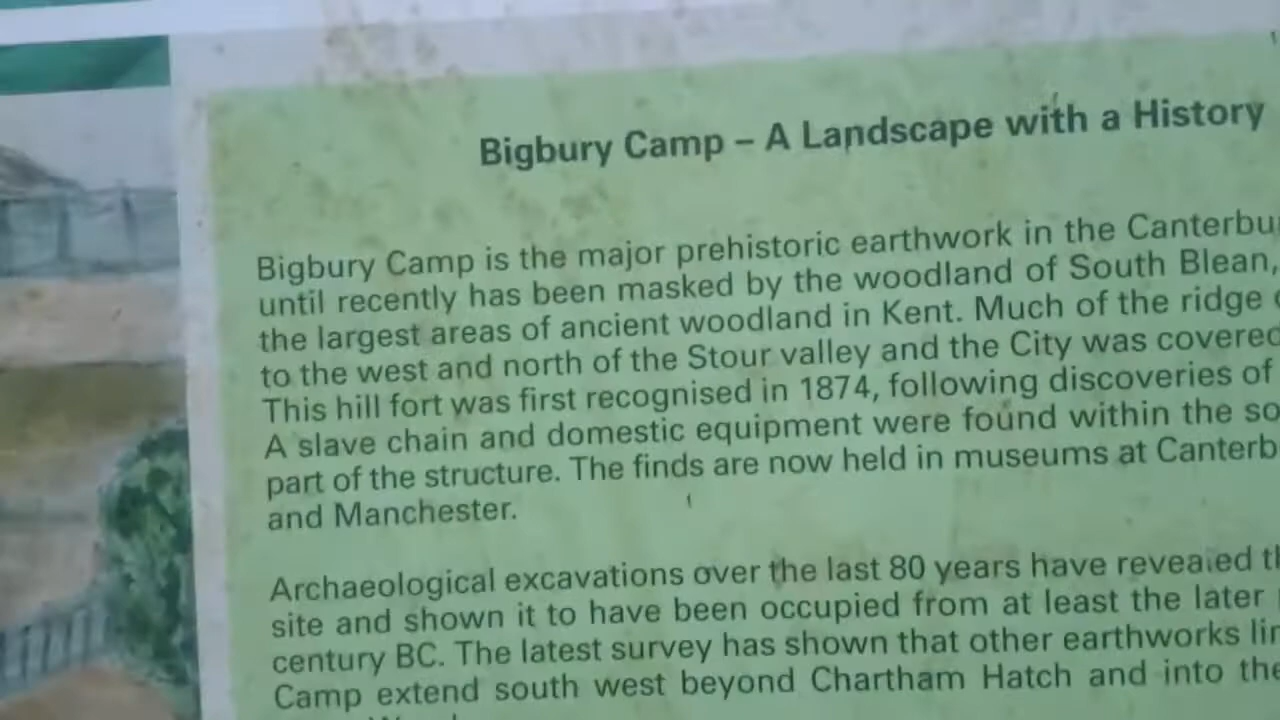 Bigbury Camp – A Landscape with a History
Bigbury Camp is the major prehistoric earthwork in the
until recently has been masked by the woodland of South Blean,
the largest areas of ancient woodland in Kent. Much of the ridge
to the west and north of the Stour valley and the City was
This hill fort was first recognised in 1874, following discoveries of
A slave chain and domestic equipment were found within the
part of the structure. The finds are now held in museums at
and Manchester.
Archaeological excavations over the last 80 years have revealed
site and shown it to have been occupied from at least the later
century BC. The latest survey has shown that other earthworks
Camp extend south west beyond Chartham Hatch and into the